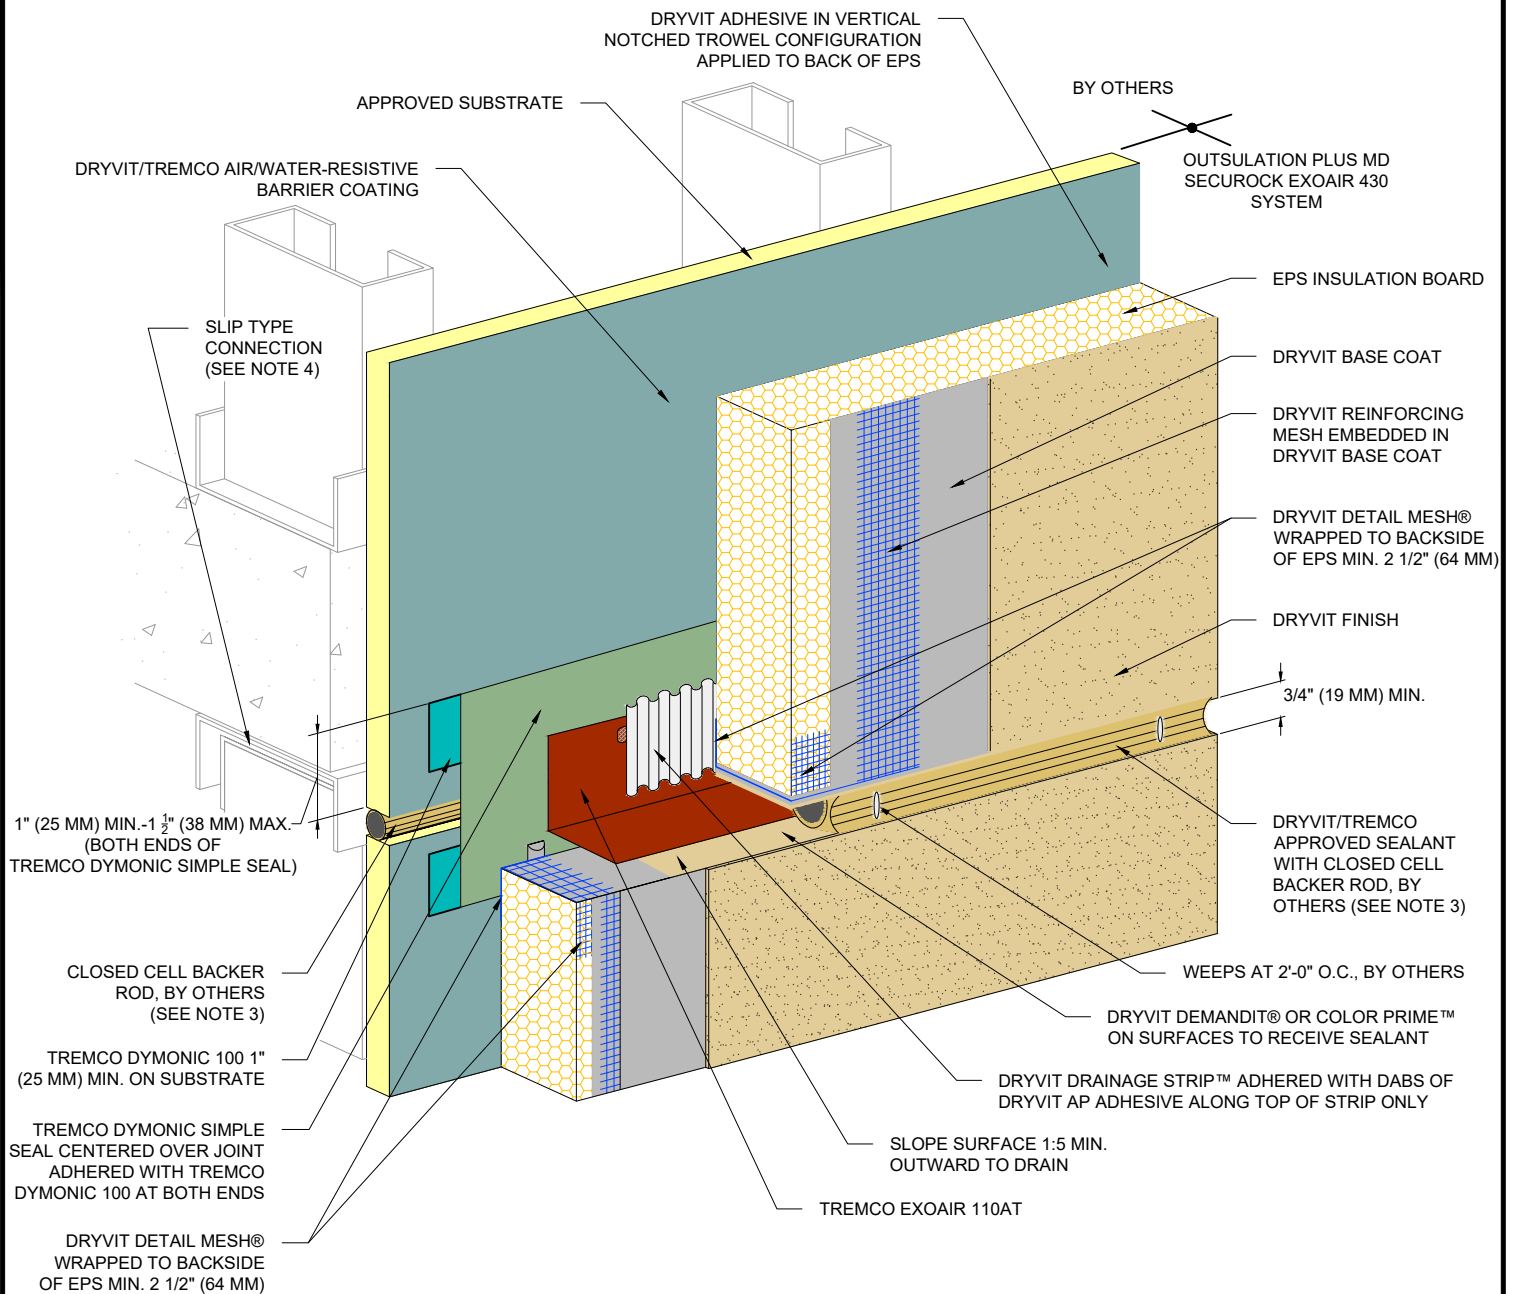 DRYVIT ADHESIVE IN VERTICAL
NOTCHED TROWEL CONFIGURATION
APPLIED TO BACK OF EPS
BY OTHERS
APPROVED SUBSTRATE
OUTSULATION PLUS MD
SECUROCK EXOAIR 430
SYSTEM
DRYVIT/TREMCO AIR/WATER-RESISTIVE
BARRIER COATING
EPS INSULATION BOARD
SLIP TYPE
CONNECTION
(SEE NOTE 4)
DRYVIT BASE COAT
DRYVIT REINFORCING
MESH EMBEDDED IN
DRYVIT BASE COAT
DRYVIT DETAIL MESH®
WRAPPED TO BACKSIDE
OF EPS MIN. 2 1/2" (64 MM)
DRYVIT FINISH
3/4" (19 MM) MIN.
1" (25 MM) MIN.-1 1/2" (38 MM) MAX.
(BOTH ENDS OF
TREMCO DYMONIC SIMPLE SEAL)
DRYVIT/TREMCO
APPROVED SEALANT
WITH CLOSED CELL
BACKER ROD, BY
OTHERS (SEE NOTE 3)
CLOSED CELL BACKER
ROD, BY OTHERS
(SEE NOTE 3)
WEEPS AT 2'-0" O.C., BY OTHERS
DRYVIT DEMANDIT® OR COLOR PRIME™
ON SURFACES TO RECEIVE SEALANT
TREMCO DYMONIC 100 1"
(25 MM) MIN. ON SUBSTRATE
DRYVIT DRAINAGE STRIP™ ADHERED WITH DABS OF
DRYVIT AP ADHESIVE ALONG TOP OF STRIP ONLY
TREMCO DYMONIC SIMPLE
SEAL CENTERED OVER JOINT
ADHERED WITH TREMCO
DYMONIC 100 AT BOTH ENDS
SLOPE SURFACE 1:5 MIN.
OUTWARD TO DRAIN
TREMCO EXOAIR 110AT
DRYVIT DETAIL MESH®
WRAPPED TO BACKSIDE
OF EPS MIN. 2 1/2" (64 MM)